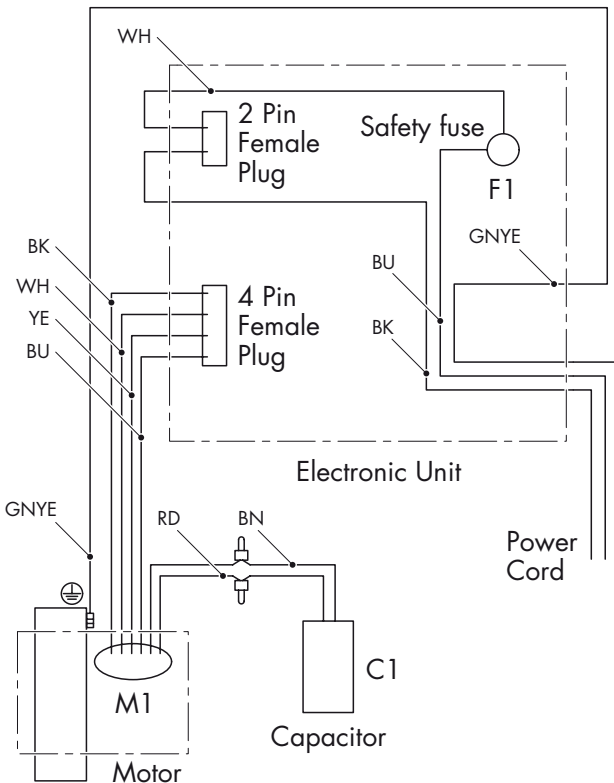 WH
2 Pin
Female
Plug
Safety fuse
F1
GNYE
BK
WH
YE
BU
4 Pin
Female
Plug
BU
BK
Electronic Unit
GNYE
RD
BN
Power
Cord
M1
C1
Capacitor
Motor